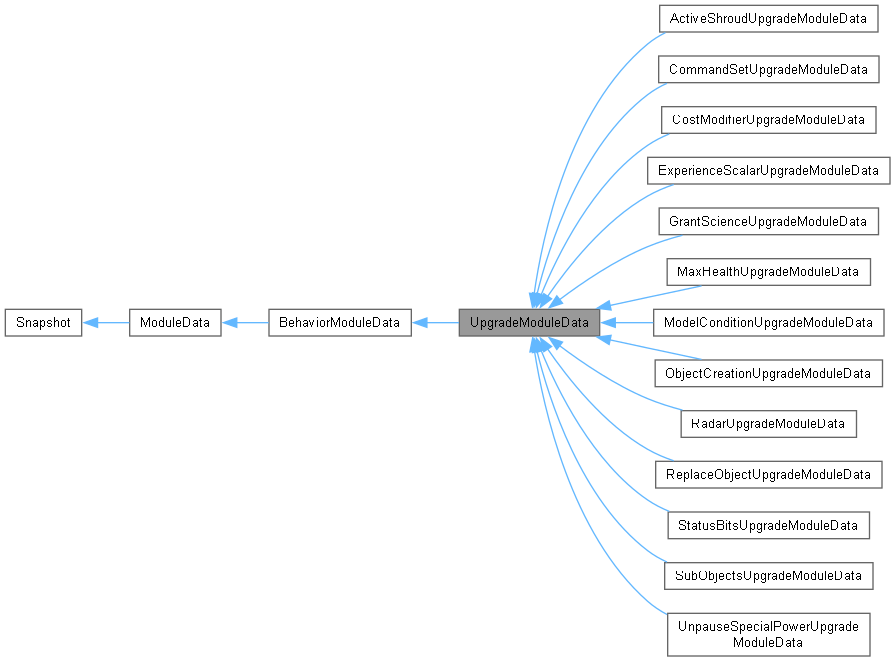 ActiveShroudUpgradeModuleData
CommandSetUpgradeModuleData
CostModifierUpgradeModuleData
ExperienceScalarUpgradeModuleData
GrantScienceUpgradeModuleData
MaxHealthUpgradeModuleData
Snapshot
ModuleData
BehaviorModuleData
UpgradeModuleData
ModelConditionUpgradeModuleData
ObjectCreationUpgradeModuleData
RadarUpgradeModuleData
ReplaceObjectUpgradeModuleData
StatusBitsUpgradeModuleData
SubObjectsUpgradeModuleData
UnpauseSpecialPowerUpgrade
ModuleData